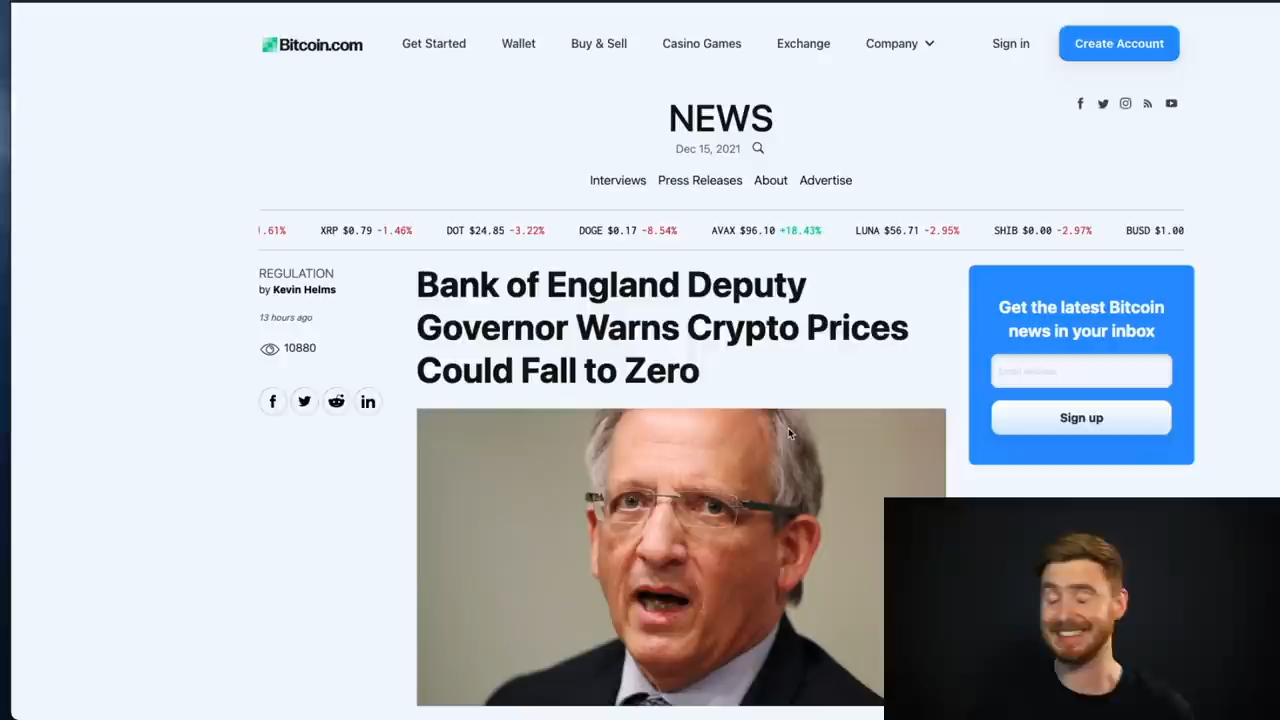 Bitcoin.com Get Started Wallet Buy & Sell Casino Games Exchange Company Sign in Create Account
NEWS
Dec 15, 2021
Interviews Press Releases About Advertise
.61% XRP $0.79 -1.46% DOT $24.85 -3.22% DOGE $0.17 -8.54% AVAX $96.10 +18.43% LUNA $56.71 -2.95% SHIB $0.00 -2.97% BUSD $1.00
REGULATION
by Kevin Helms
13 hours ago
10880
Bank of England Deputy
Governor Warns Crypto Prices
Could Fall to Zero
Get the latest Bitcoin
news in your inbox
Sign up